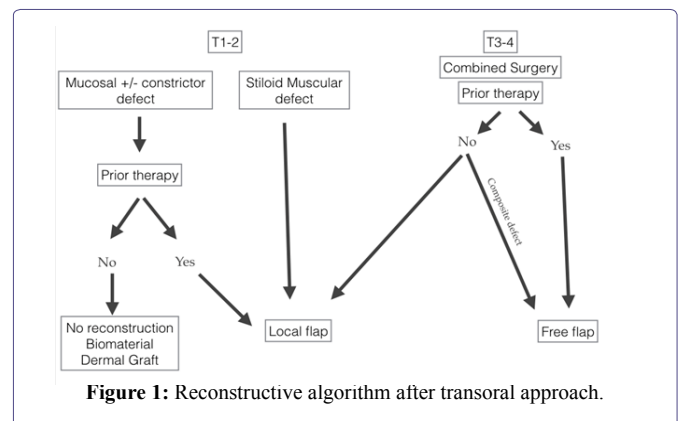 T1-2
T3-4
Combined Surgery
Prior therapy
Mucosal +/- constrictor
defect
Stiloid Muscular
defect
Prior therapy
No
Yes
No
Yes
Composite defect
No reconstruction
Biomaterial
Dermal Graft
Local flap
Free flap
Figure 1: Reconstructive algorithm after transoral approach.